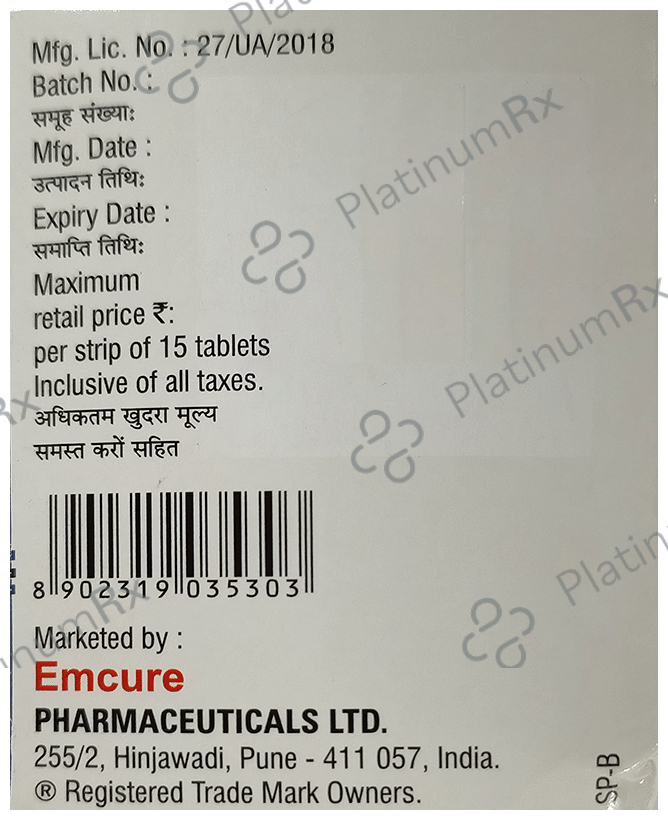 Mfg. Lic. No. : 27/UA/2018
Batch No. :
समूह संख्याः
Mfg. Date :
उत्पादन तिथिः
Expiry Date :
समाप्ति तिथिः
Maximum
retail price ₹:
per strip of 15 tablets
Inclusive of all taxes.
अधिकतम खुदरा मूल्य
समस्त करों सहित
8 902319 035303
Marketed by :
Emcure
PHARMACEUTICALS LTD.
255/2, Hinjawadi, Pune - 411 057, India.
® Registered Trade Mark Owners.
SP-B
PlatinumRx
PlatinumRx